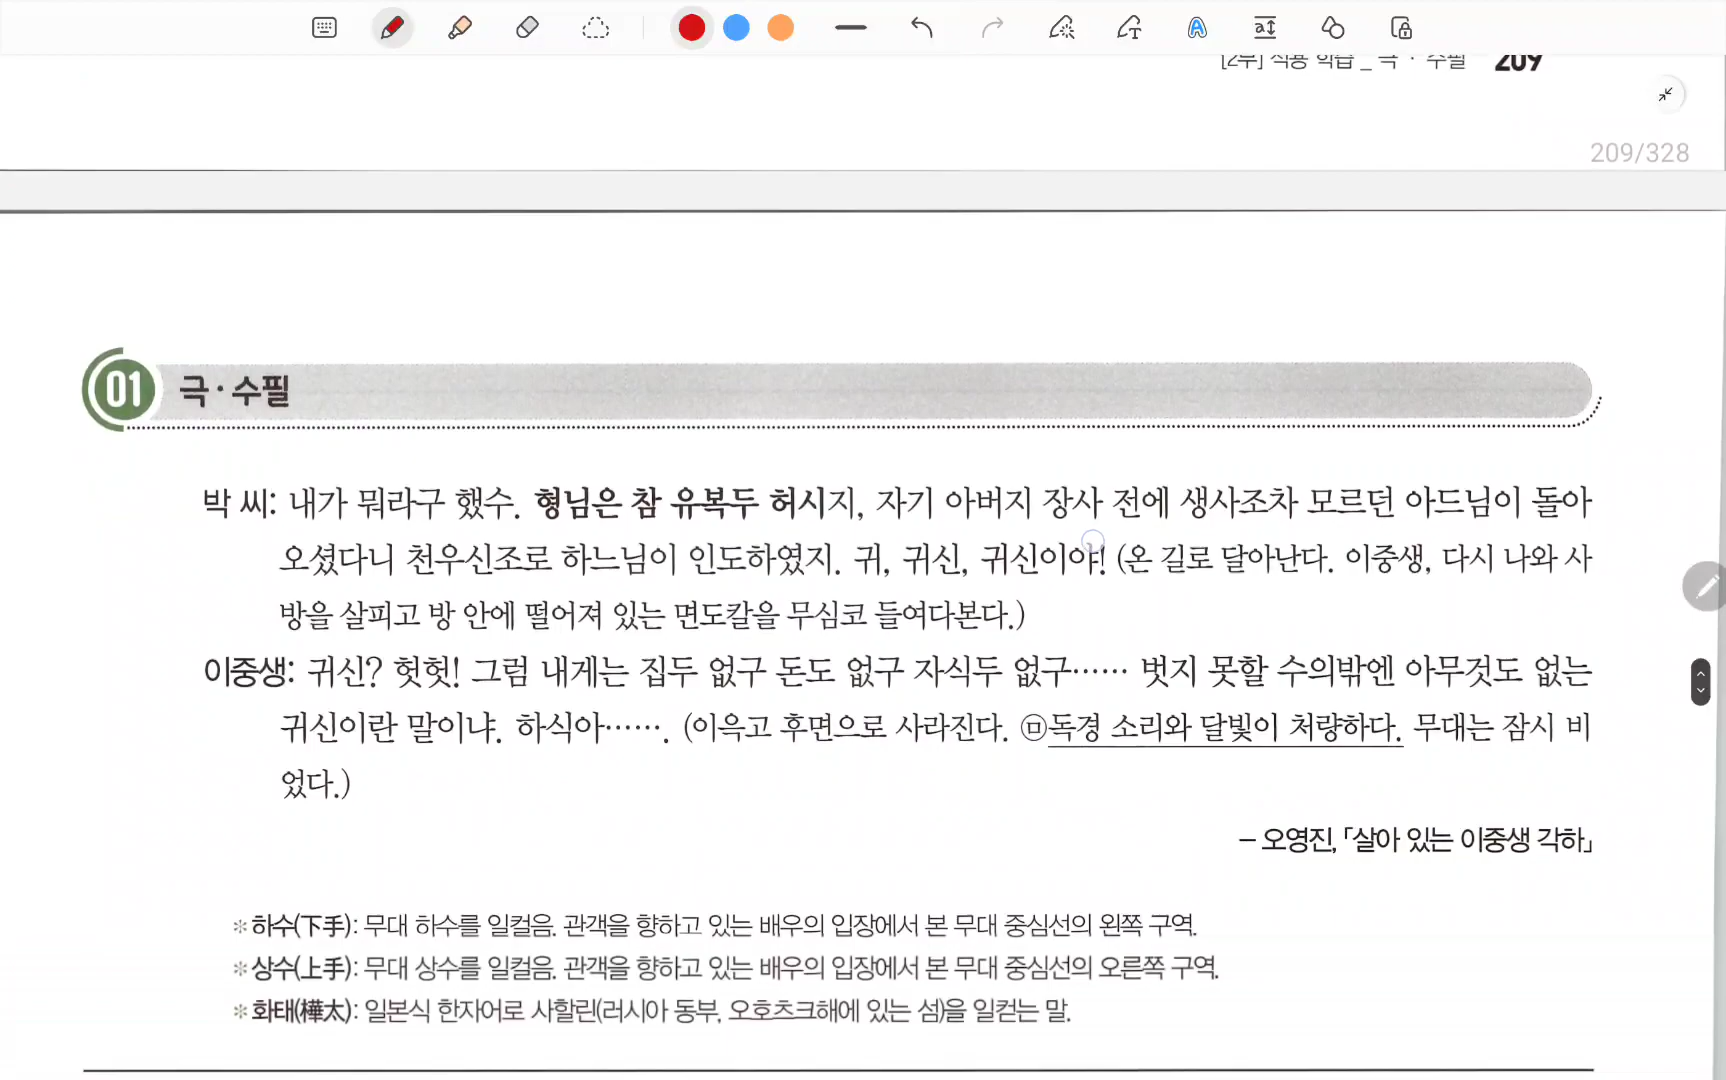 [2부] 적용 학습 _ 극 · 수필 209
209/328
01 극·수필
박 씨: 내가 뭐라구 했수. 형님은 참 유복두 허시지, 자기 아버지 장사 전에 생사조차 모르던 아드님이 돌아
오셨다니 천우신조로 하느님이 인도하였지. 귀, 귀신, 귀신이야! (온 길로 달아난다. 이중생, 다시 나와 사
방을 살피고 방 안에 떨어져 있는 면도칼을 무심코 들여다본다.)
이중생: 귀신? 헛헛! 그럼 내게는 집두 없구 돈도 없구 자식두 없구…… 벗지 못할 수의밖엔 아무것도 없는
귀신이란 말이냐. 하식아……. (이윽고 후면으로 사라진다. ㉤독경 소리와 달빛이 처량하다. 무대는 잠시 비
었다.)
– 오영진, 「살아 있는 이중생 각하」
※하수(下手): 무대 하수를 일컬음. 관객을 향하고 있는 배우의 입장에서 본 무대 중심선의 왼쪽 구역.
※상수(上手): 무대 상수를 일컬음. 관객을 향하고 있는 배우의 입장에서 본 무대 중심선의 오른쪽 구역.
※화태(樺太): 일본식 한자어로 사할린(러시아 동부, 오호츠크해에 있는 섬)을 일컫는 말.